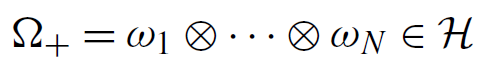 Ω₊ = ω₁ ⊗ ⋯ ⊗ ω_N ∈ ℋ